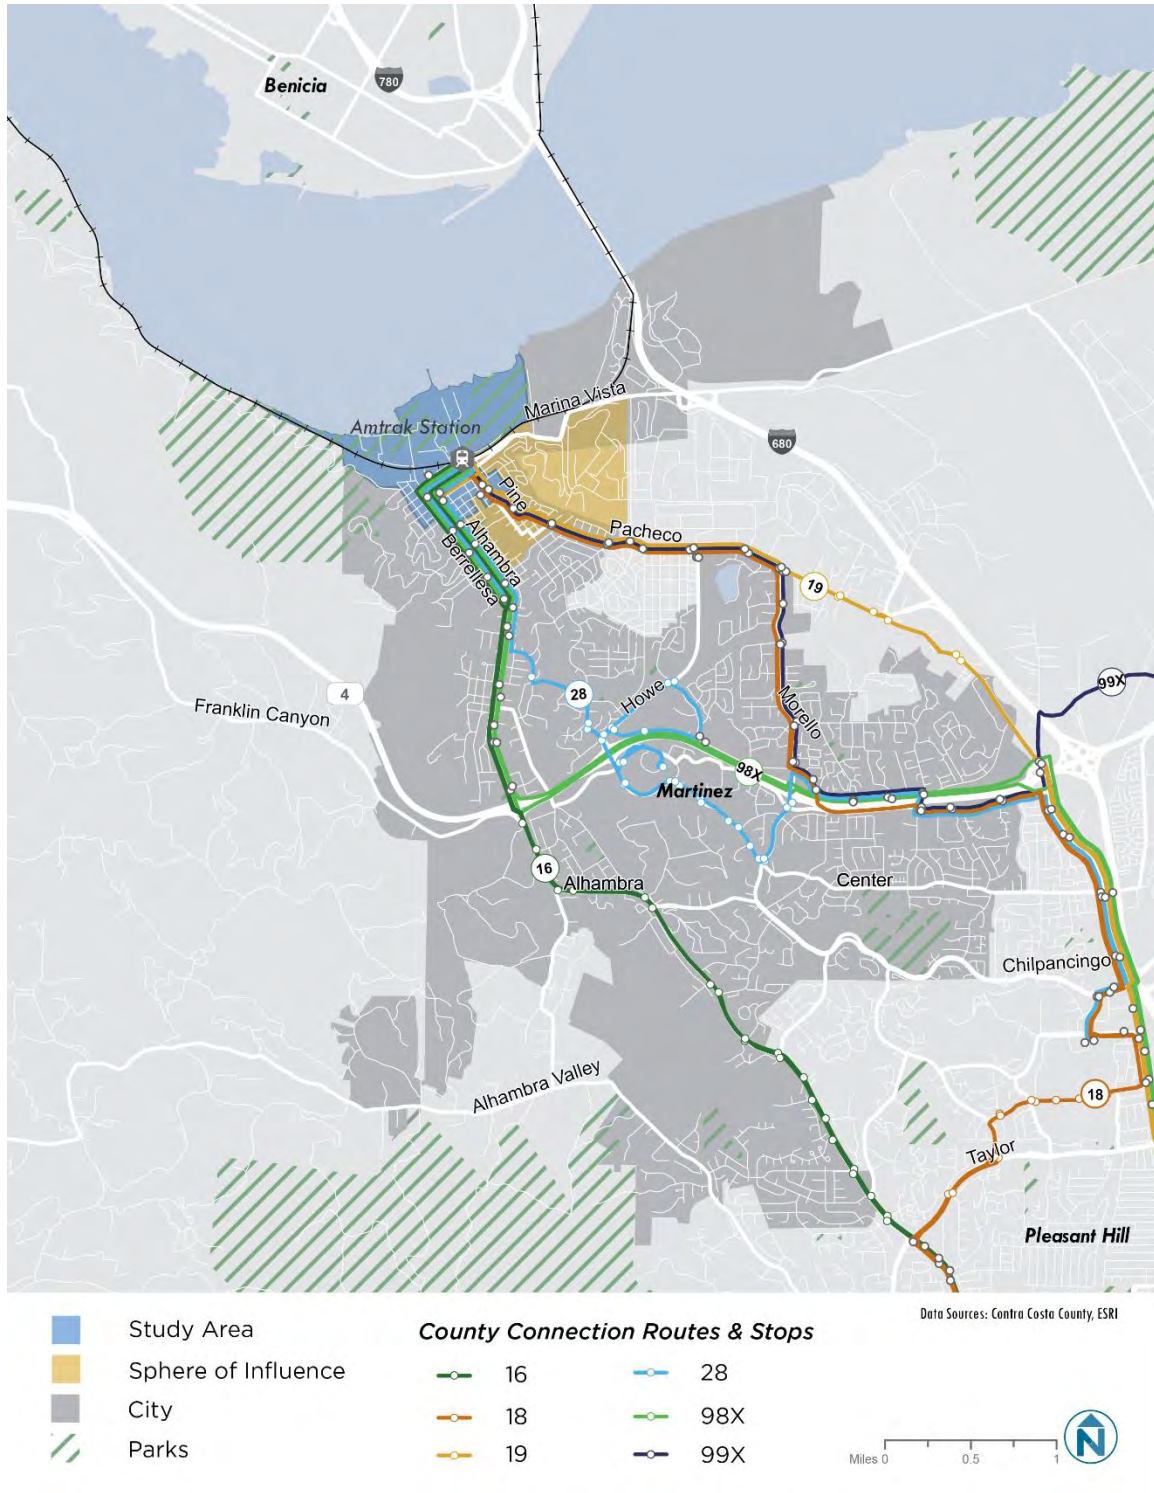 Benicia
780
Marina Vista
Amtrak Station
680
Pine
Pacheco
Alhambra
Berrellesa
19
99X
28
Howe
Morello
4
Franklin Canyon
98X
Martinez
16
Alhambra
Center
Chilpancingo
Alhambra Valley
18
Taylor
Pleasant Hill
Data Sources: Contra Costa County, ESRI
Study Area
Sphere of Influence
City
Parks
County Connection Routes & Stops
16
18
19
28
98X
99X
Miles 0 0.5 1
N